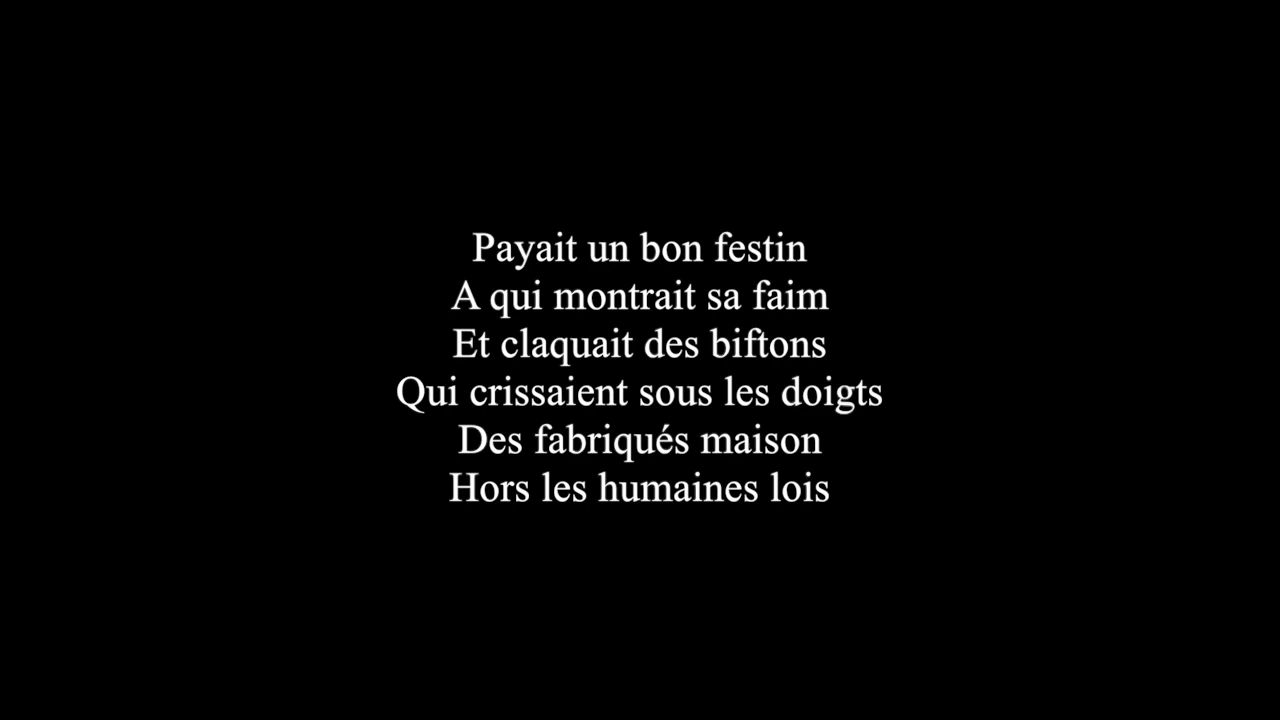 Payait un bon festin
A qui montrait sa faim
Et claquait des biftons
Qui crissaient sous les doigts
Des fabriqués maison
Hors les humaines lois